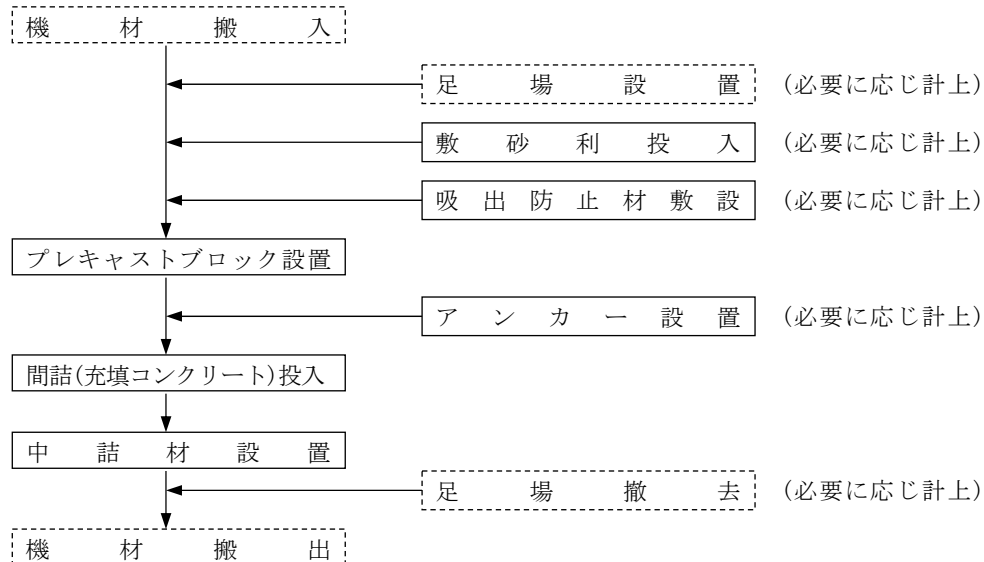 機材搬入
足場設置 (必要に応じ計上)
敷砂利投入 (必要に応じ計上)
吸出防止材敷設 (必要に応じ計上)
プレキャストブロック設置
アンカー設置 (必要に応じ計上)
間詰(充填コンクリート)投入
中詰材設置
足場撤去 (必要に応じ計上)
機材搬出